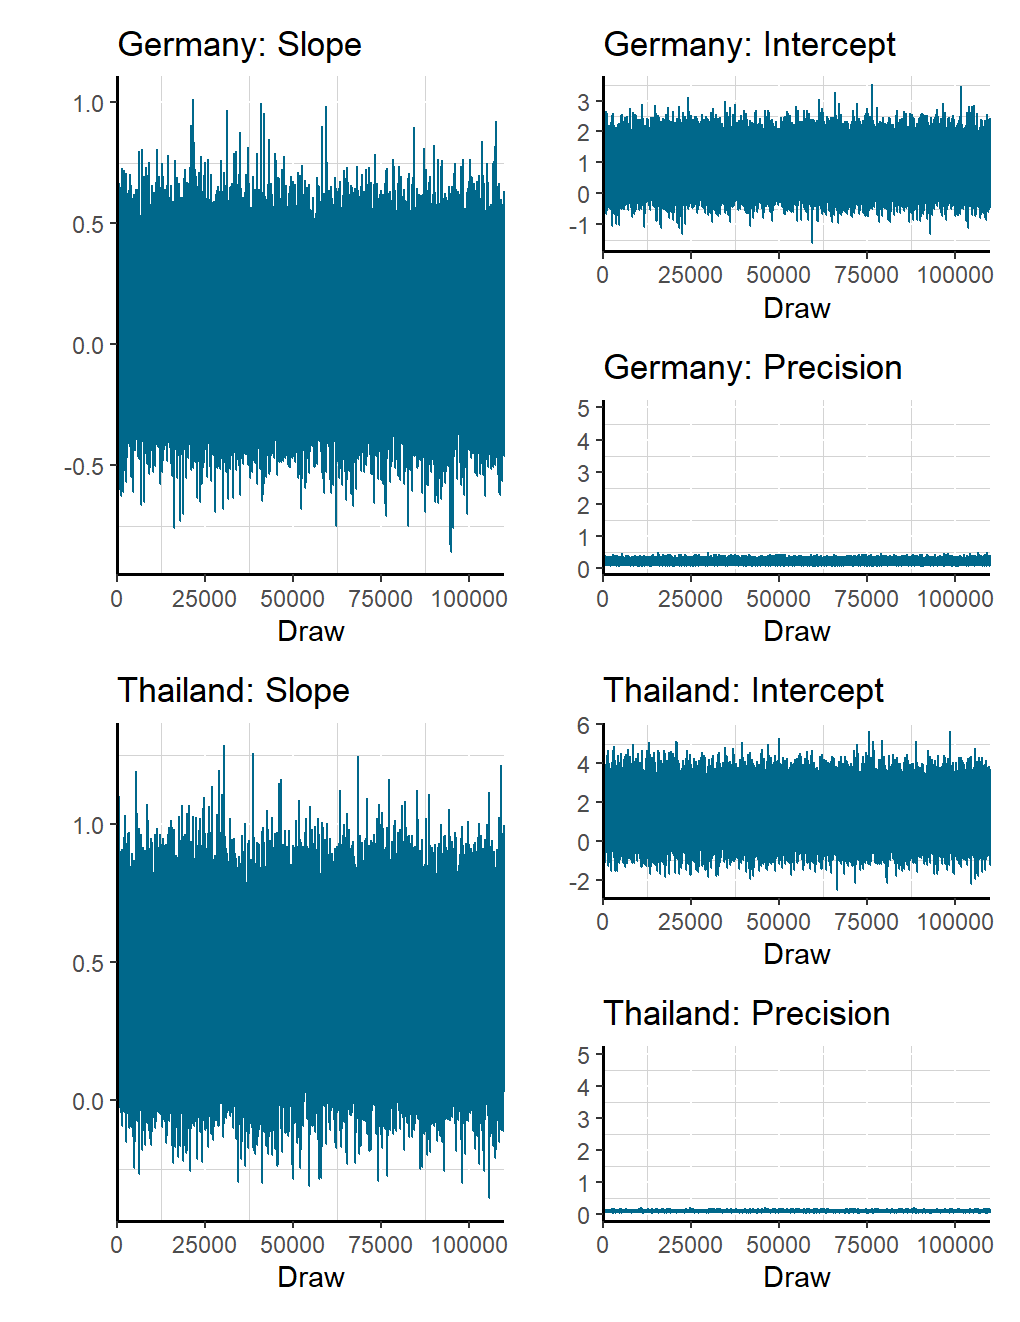 Germany: Slope
1.0
0.5
0.0
-0.5
0 25000 50000 75000 100000
Draw
Germany: Intercept
3
2
1
0
-1
0 25000 50000 75000 100000
Draw
Germany: Precision
5
4
3
2
1
0
0 25000 50000 75000 100000
Draw
Thailand: Slope
1.0
0.5
0.0
0 25000 50000 75000 100000
Draw
Thailand: Intercept
6
4
2
0
-2
0 25000 50000 75000 100000
Draw
Thailand: Precision
5
4
3
2
1
0
0 25000 50000 75000 100000
Draw